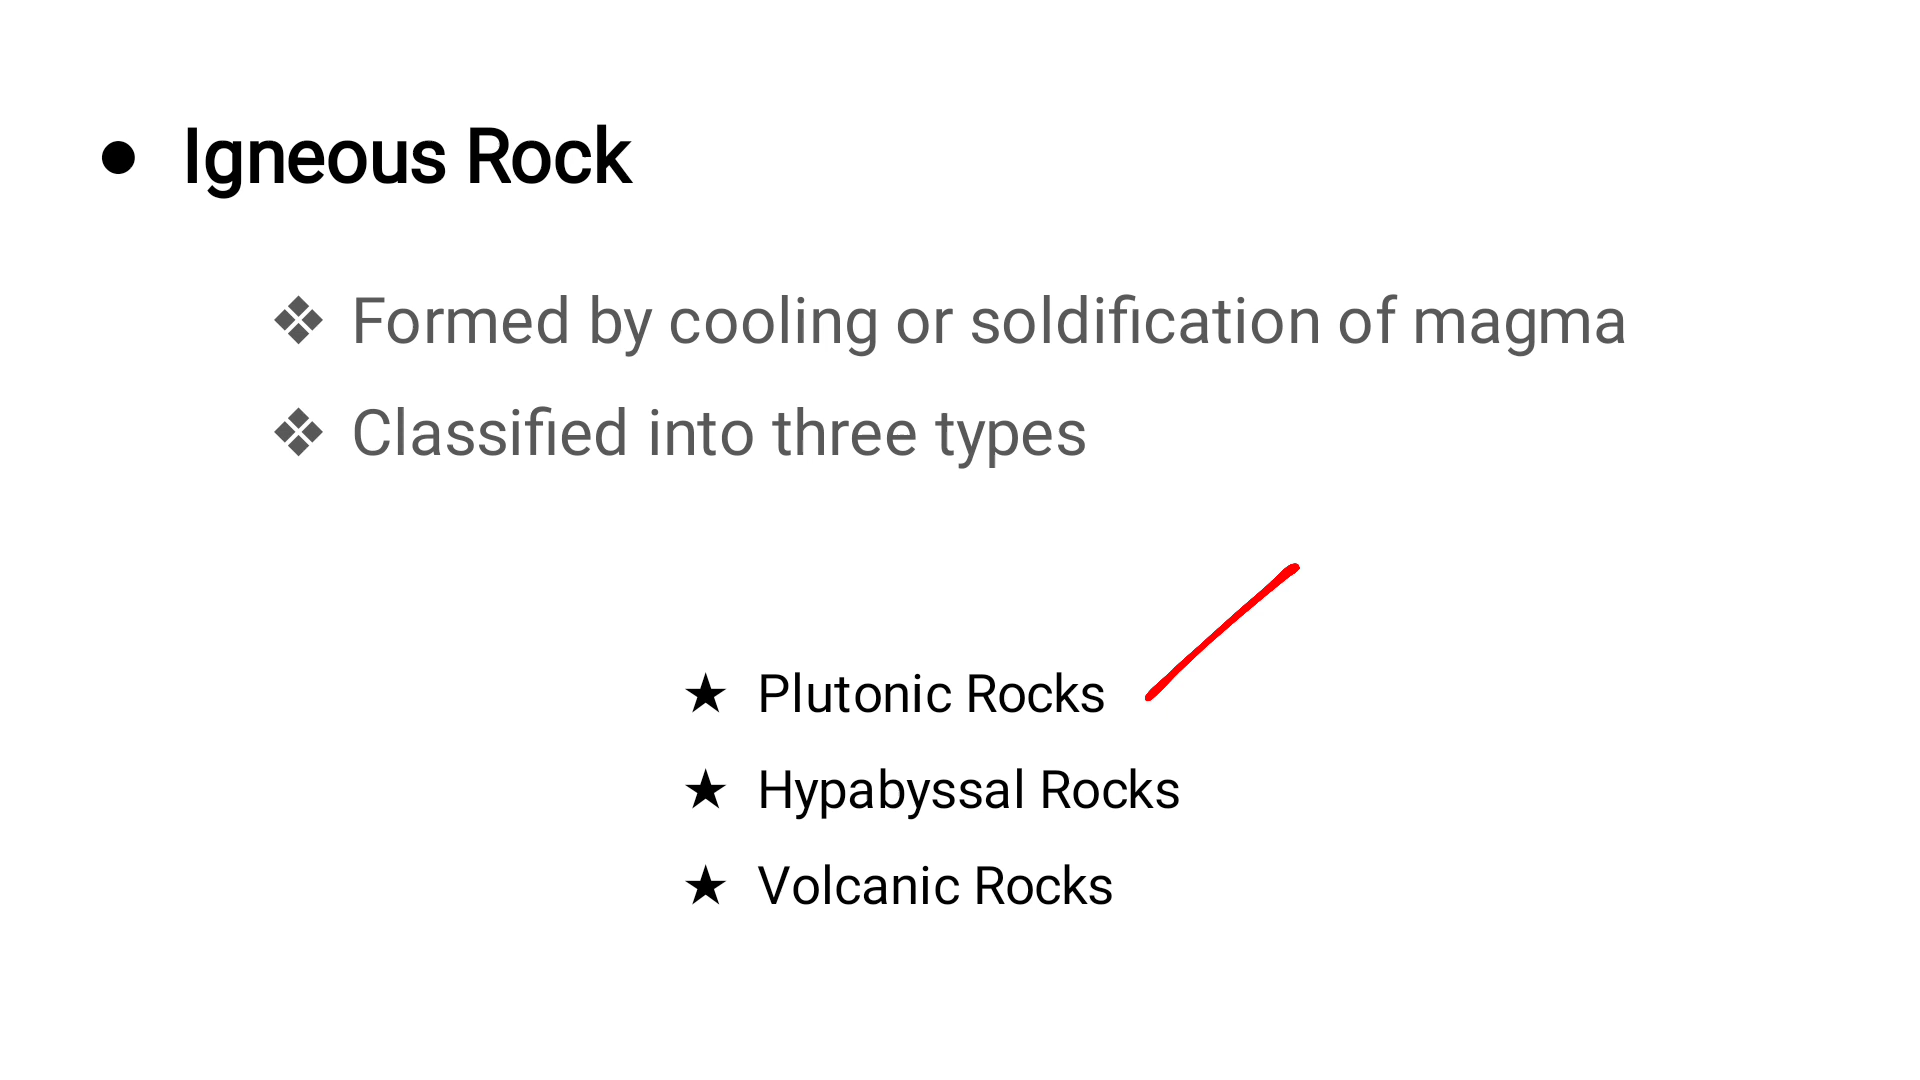 ● Igneous Rock
❖ Formed by cooling or soldification of magma
❖ Classified into three types
★ Plutonic Rocks
★ Hypabyssal Rocks
★ Volcanic Rocks